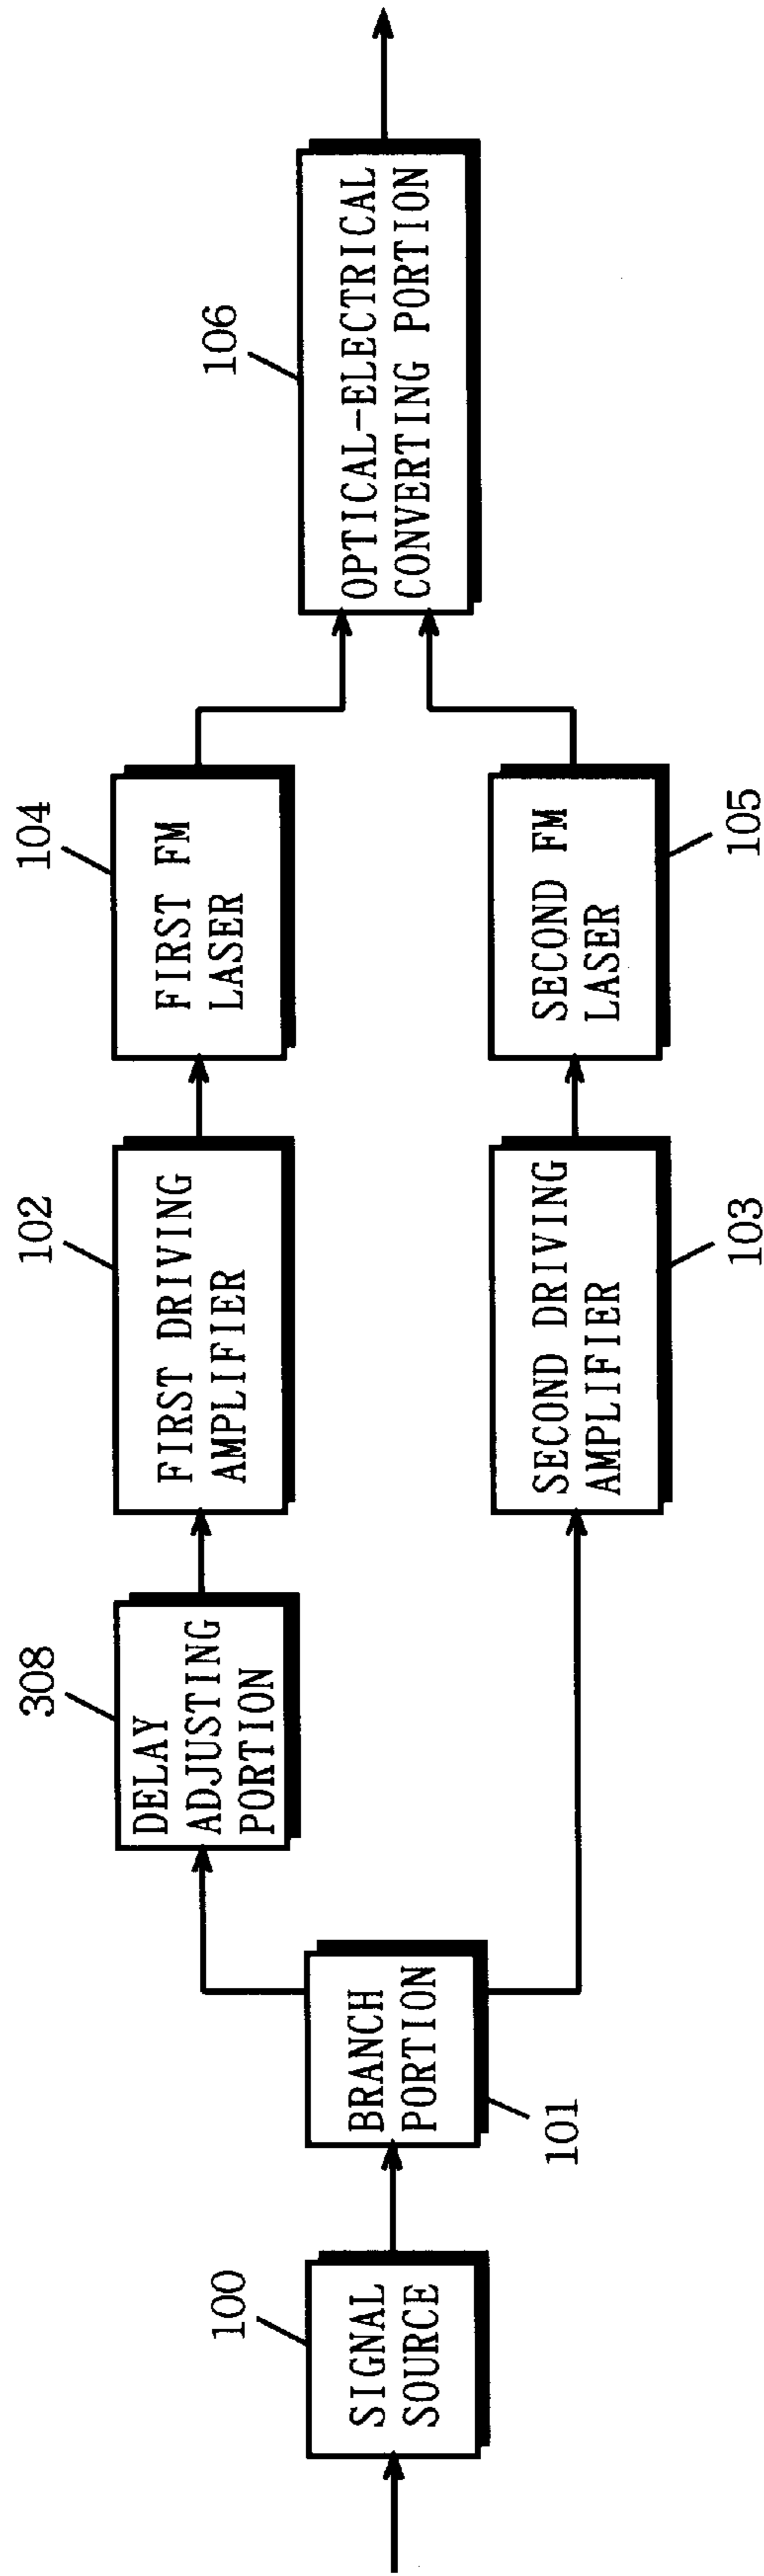 100
SIGNAL
SOURCE
BRANCH
PORTION
101
308
DELAY
ADJUSTING
PORTION
102
FIRST DRIVING
AMPLIFIER
SECOND DRIVING
AMPLIFIER
103
104
FIRST FM
LASER
SECOND FM
LASER
105
106
OPTICAL-ELECTRICAL
CONVERTING PORTION